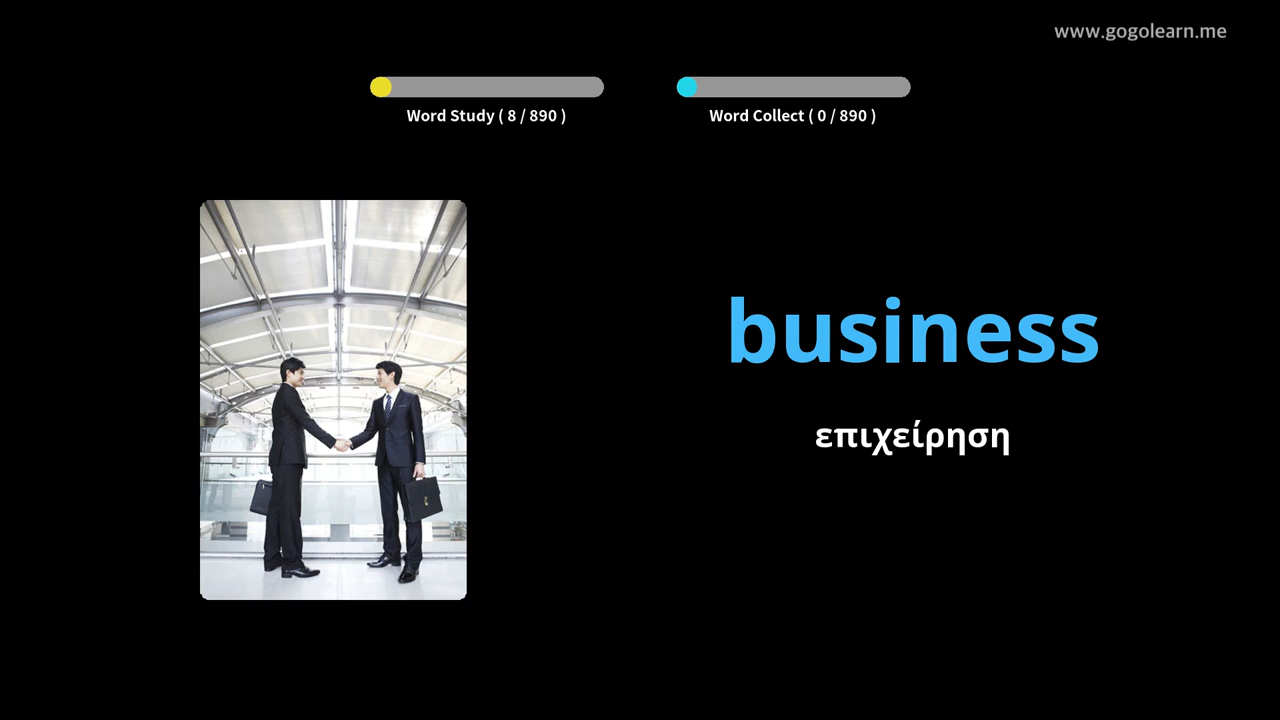 www.gogolearn.me
Word Study ( 8 / 890 )
Word Collect ( 0 / 890 )
business
επιχείρηση